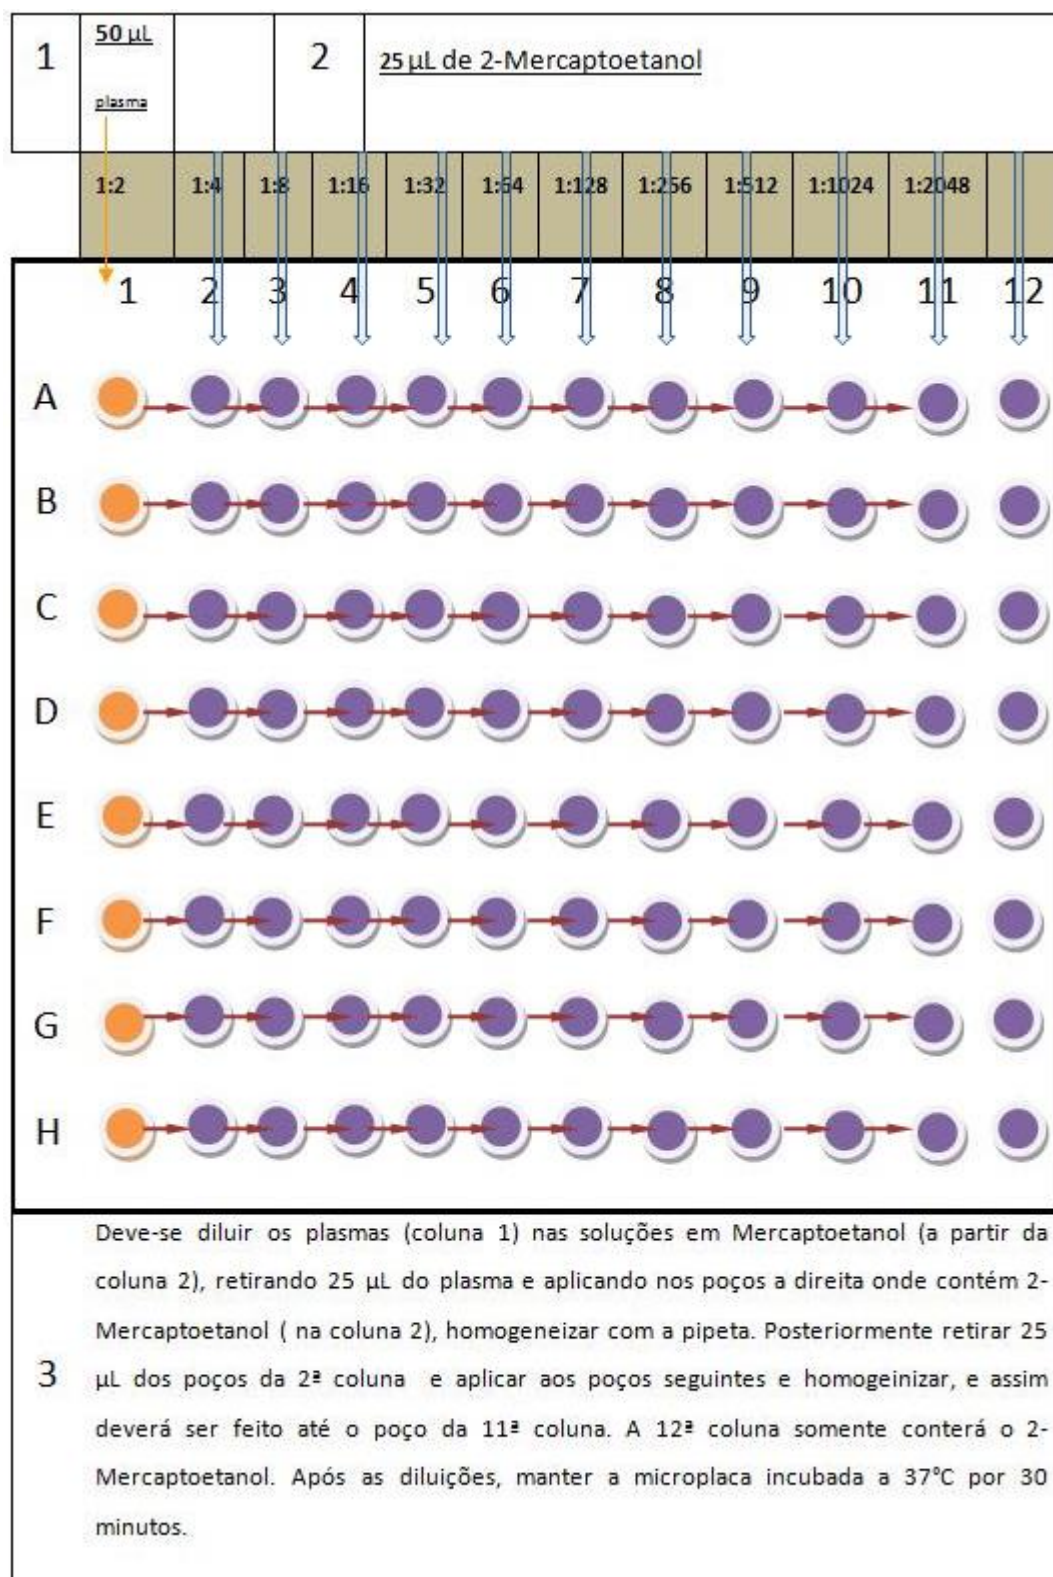 1
50 µL
plasma
2
25 µL de 2-Mercaptoetanol
1:2 1:4 1:8 1:16 1:32 1:64 1:128 1:256 1:512 1:1024 1:2048
1 2 3 4 5 6 7 8 9 10 11 12
A
B
C
D
E
F
G
H
3
Deve-se diluir os plasmas (coluna 1) nas soluções em Mercaptoetanol (a partir da
coluna 2), retirando 25 µL do plasma e aplicando nos poços a direita onde contém 2-
Mercaptoetanol ( na coluna 2), homogeneizar com a pipeta. Posteriormente retirar 25
µL dos poços da 2ª coluna e aplicar aos poços seguintes e homogeinizar, e assim
deverá ser feito até o poço da 11ª coluna. A 12ª coluna somente conterá o 2-
Mercaptoetanol. Após as diluições, manter a microplaca incubada a 37°C por 30
minutos.